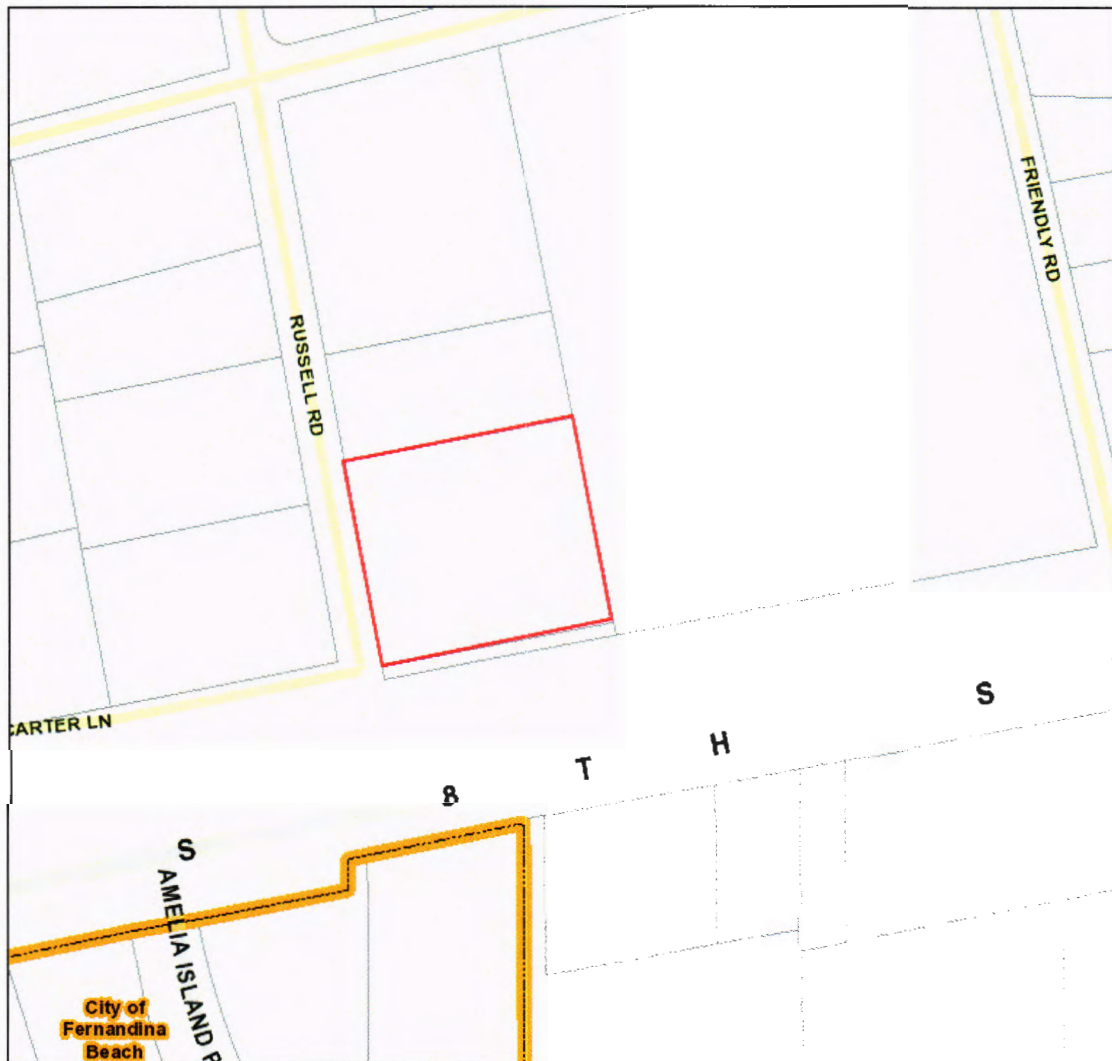 FRIENDLY RD
RUSSELL RD
CARTER LN
S 8 T H S
AMELIA ISLAND P
City of
Fernandina
Beach